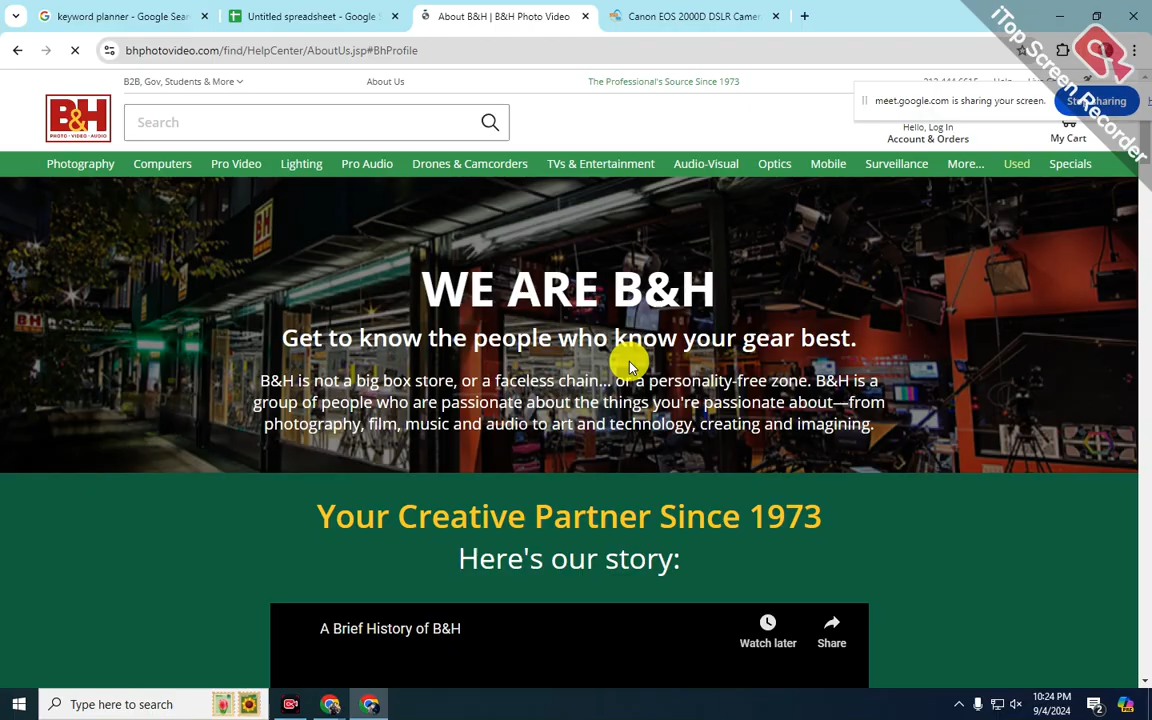 keyword planner - Google Sear
Untitled spreadsheet - Google S
About B&H | B&H Photo Video
Canon EOS 2000D DSLR Camer
bhphotovideo.com/find/HelpCenter/AboutUs.jsp#BhProfile
iTop Screen Recorder
B2B, Gov, Students & More
About Us
The Professional's Source Since 1973
meet.google.com is sharing your screen.
B&H
PHOTO · VIDEO · AUDIO
Search
Hello, Log In
Account & Orders
My Cart
Photography
Computers
Pro Video
Lighting
Pro Audio
Drones & Camcorders
TVs & Entertainment
Audio-Visual
Optics
Mobile
Surveillance
More...
Used
Specials
WE ARE B&H
Get to know the people who know your gear best.
B&H is not a big box store, or a faceless chain... or a personality-free zone. B&H is a
group of people who are passionate about the things you're passionate about—from
photography, film, music and audio to art and technology, creating and imagining.
Your Creative Partner Since 1973
Here's our story:
A Brief History of B&H
Watch later
Share
Type here to search
10:24 PM
9/4/2024
2